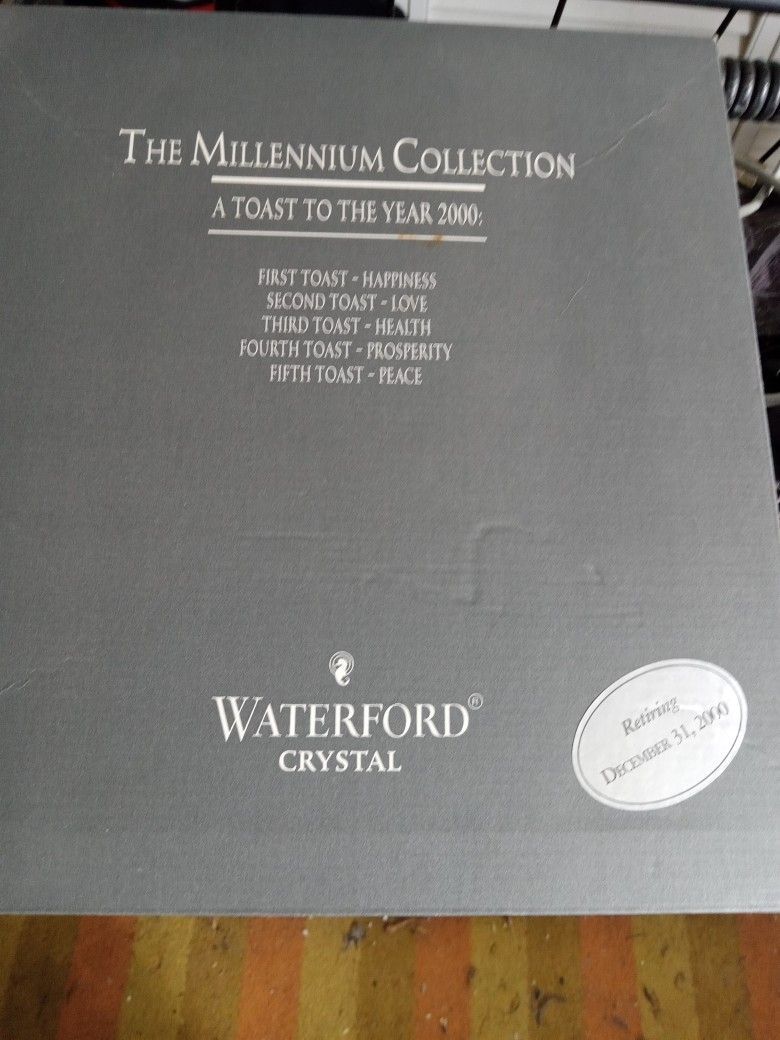 THE MILLENNIUM COLLECTION
A TOAST TO THE YEAR 2000:
FIRST TOAST - HAPPINESS
SECOND TOAST - LOVE
THIRD TOAST - HEALTH
FOURTH TOAST - PROSPERITY
FIFTH TOAST - PEACE
WATERFORD®
CRYSTAL
Retiring
DECEMBER 31, 2000